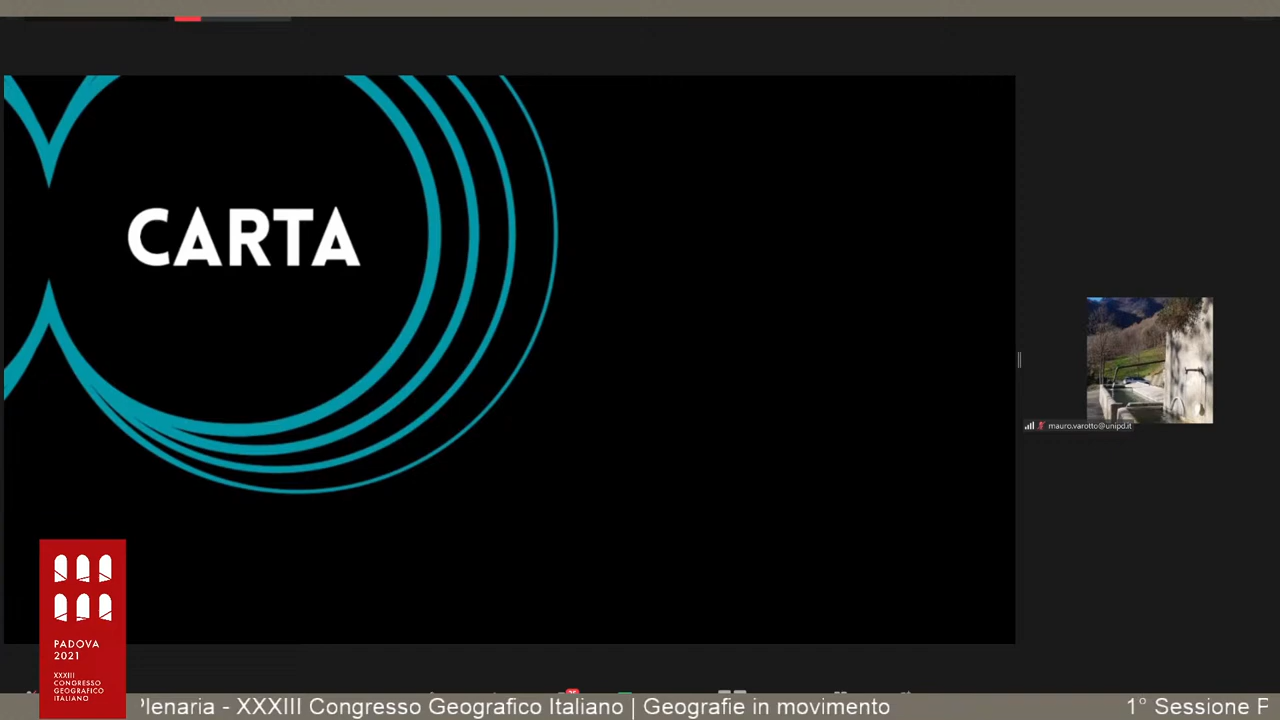 CARTA
mauro.varotto@unipd.it
PADOVA
2021
XXXIII
CONGRESSO
GEOGRAFICO
ITALIANO
Plenaria - XXXIII Congresso Geografico Italiano | Geografie in movimento 1° Sessione P